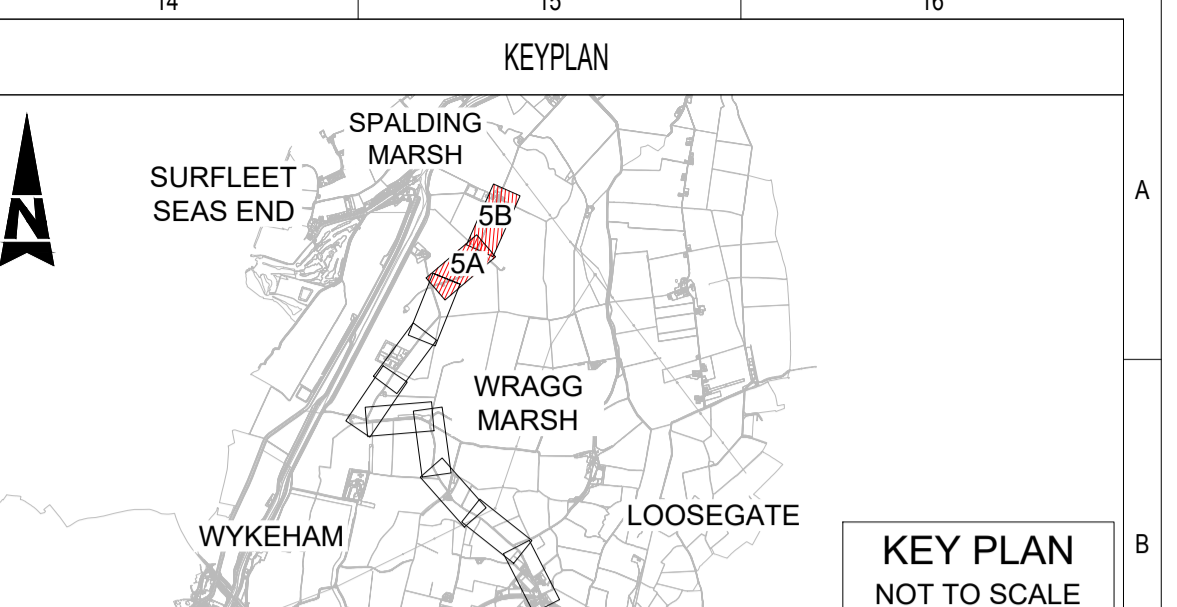 14
15
16
KEYPLAN
SPALDING
MARSH
SURFLEET
SEAS END
N
A
5B
5A
WRAGG
MARSH
LOOSEGATE
WYKEHAM
KEY PLAN
NOT TO SCALE
B